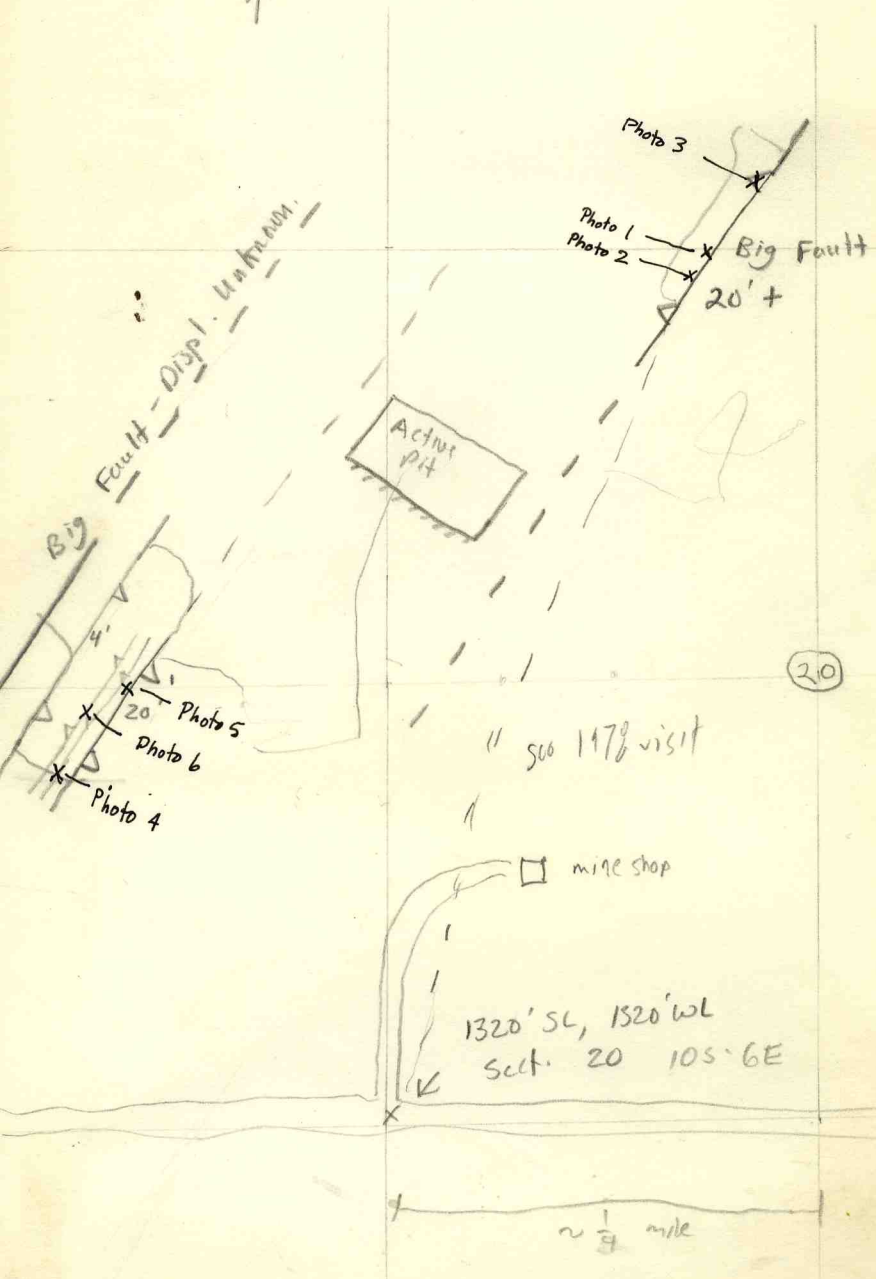 Photo 3
Photo 1
Photo 2
Big Fault
20' +
Big Fault - Displ. Unknown.
Active
Pit
4'
20'
Photo 5
Photo 6
Photo 4
20
1978 visit
mine shop
1320' SL, 1320' WL
Sect. 20 10S-6E
~ 1/4 mile